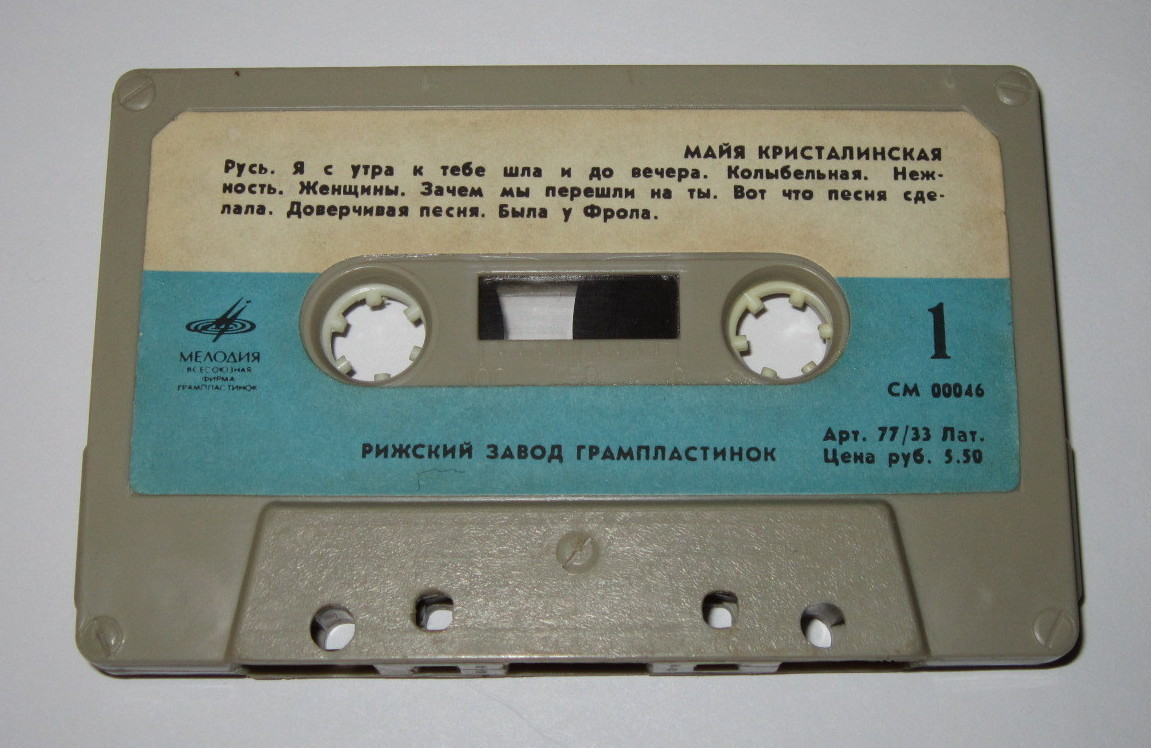 МАЙЯ КРИСТАЛИНСКАЯ
Русь. Я с утра к тебе шла и до вечера. Колыбельная. Неж-
ность. Женщины. Зачем мы перешли на ты. Вот что песня сде-
лала. Доверчивая песня. Была у Фрола.
МЕЛОДИЯ
ВСЕСОЮЗНАЯ
ФИРМА
ГРАМПЛАСТИНОК
1
СМ 00046
РИЖСКИЙ ЗАВОД ГРАМПЛАСТИНОК
Арт. 77/33 Лат.
Цена руб. 5.50